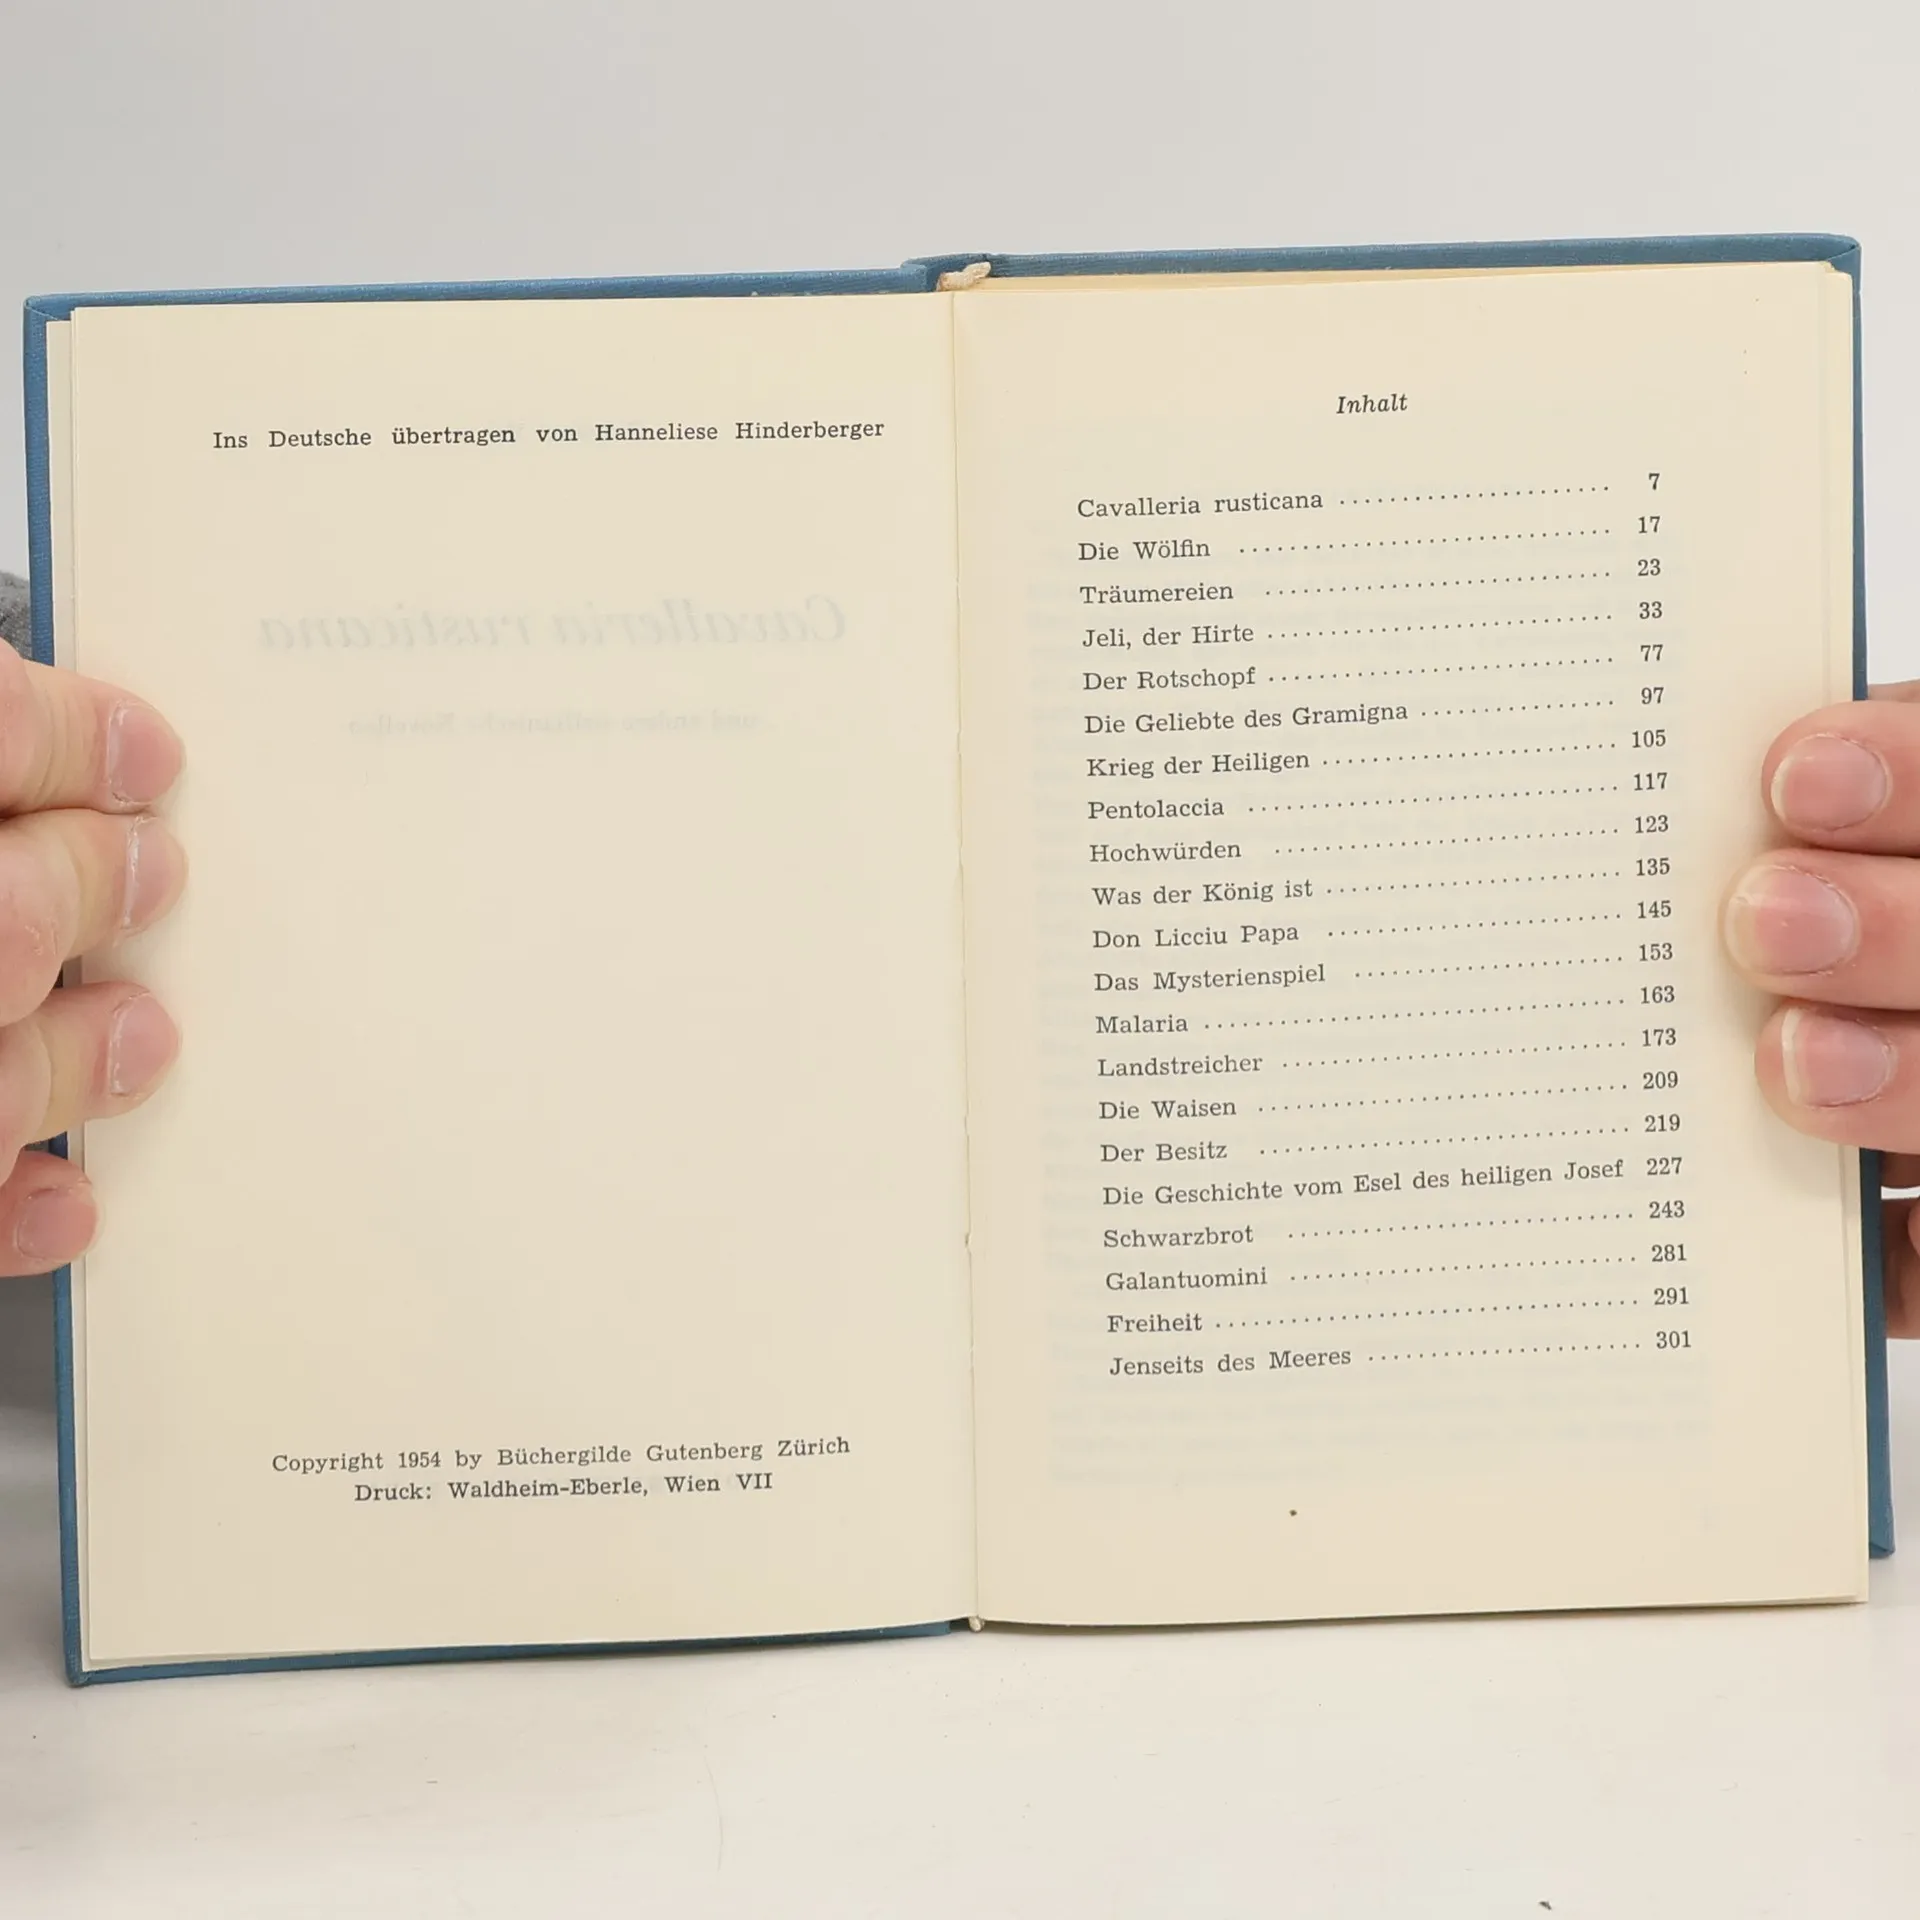 Ins Deutsche übertragen von Hanneliese Hinderberger
Cavalleria rusticana
Copyright 1954 by Büchergilde Gutenberg Zürich
Druck: Waldheim-Eberle, Wien VII
Inhalt
Cavalleria rusticana 7
Die Wölfin 17
Träumereien 23
Jeli, der Hirte 33
Der Rotschopf 77
Die Geliebte des Gramigna 97
Krieg der Heiligen 105
Pentolaccia 117
Hochwürden 123
Was der König ist 135
Don Licciu Papa 145
Das Mysterienspiel 153
Malaria 163
Landstreicher 173
Die Waisen 209
Der Besitz 219
Die Geschichte vom Esel des heiligen Josef 227
Schwarzbrot 243
Galantuomini 281
Freiheit 291
Jenseits des Meeres 301